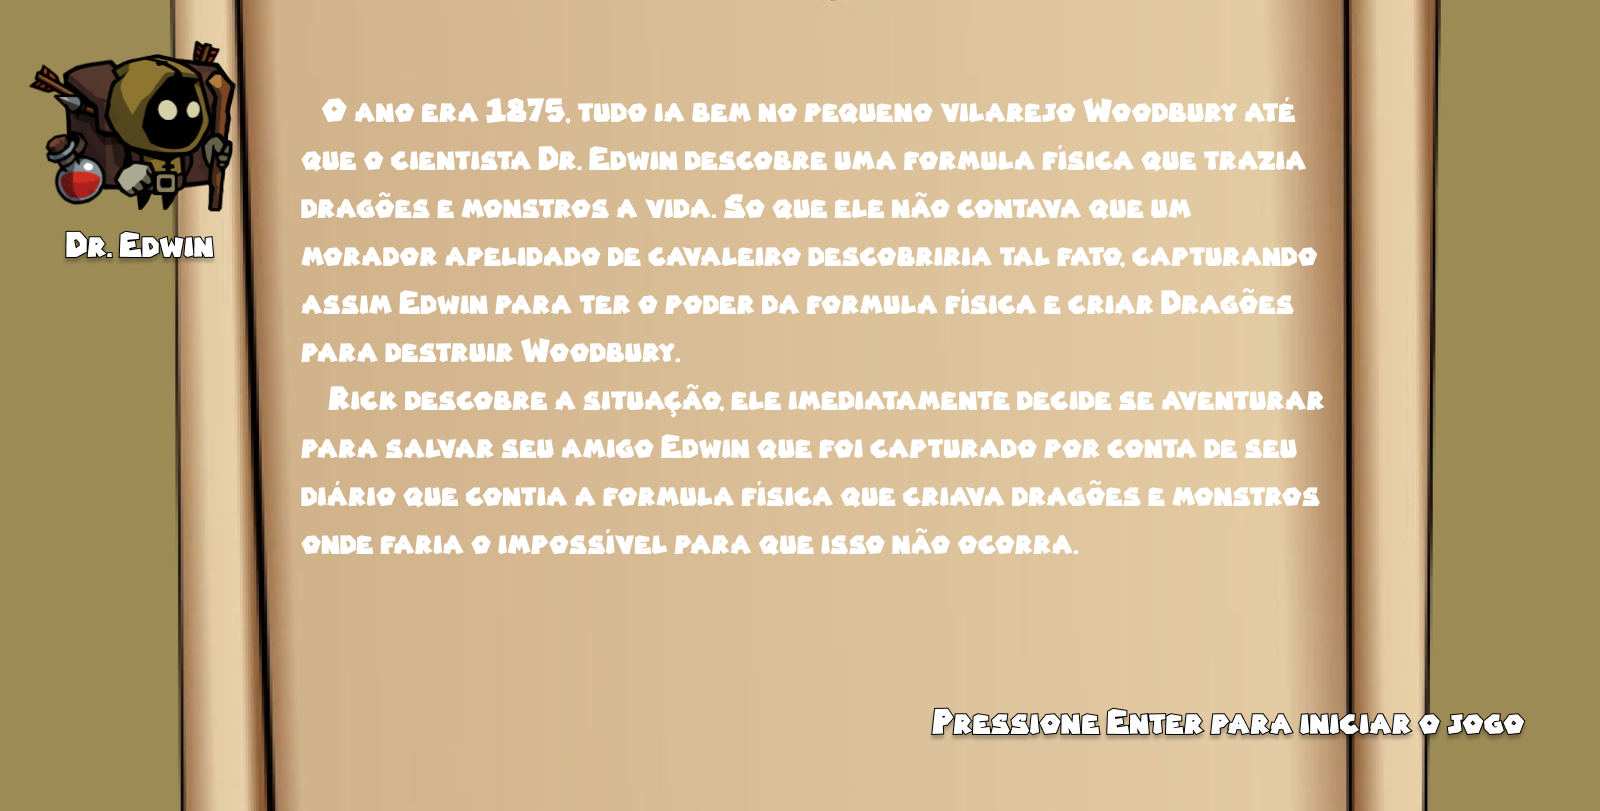 O ano era 1875, tudo ia bem no pequeno vilarejo Woodbury até
que o cientista Dr. Edwin descobre uma formula física que trazia
dragões e monstros a vida. So que ele não contava que um
morador apelidado de cavaleiro descobriria tal fato, capturando
assim Edwin para ter o poder da formula física e criar Dragões
para destruir Woodbury.
Rick descobre a situação, ele imediatamente decide se aventurar
para salvar seu amigo Edwin que foi capturado por conta de seu
diário que contia a formula física que criava dragões e monstros
onde faria o impossível para que isso não ocorra.
Dr. Edwin
Pressione Enter para iniciar o jogo